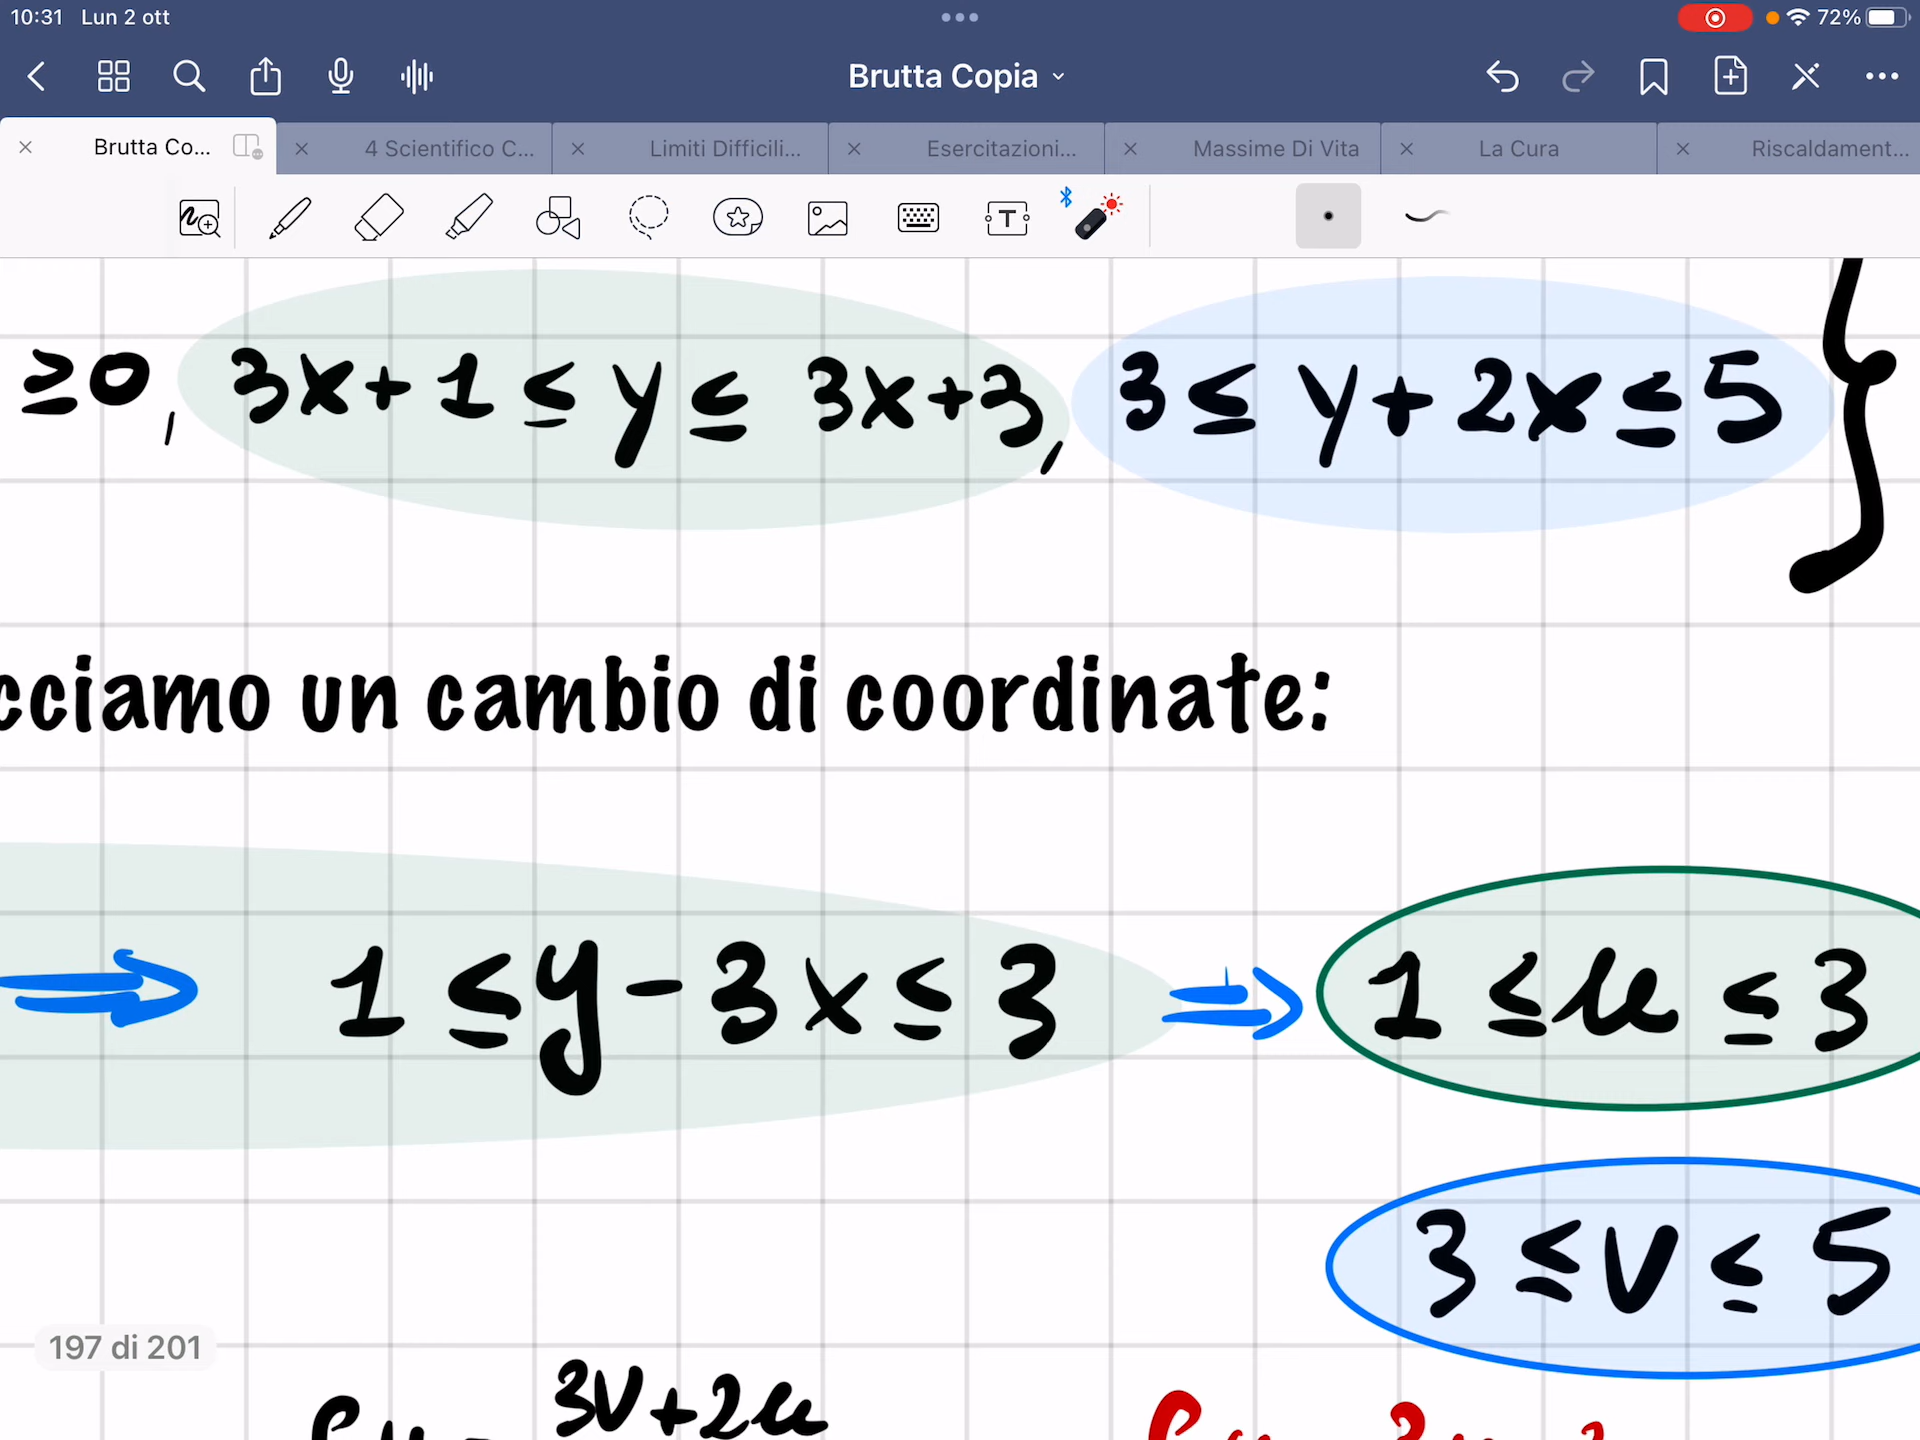 10:31 Lun 2 ott
72%
Brutta Copia
Brutta Co...
4 Scientifico C...
Limiti Difficili...
Esercitazioni...
Massime Di Vita
La Cura
Riscaldament...
≥0, 3x+1 ≤ y ≤ 3x+3, 3 ≤ y+2x ≤ 5 }
cciamo un cambio di coordinate:
⇒ 1 ≤ y-3x ≤ 3 ⇒ 1 ≤ u ≤ 3
3 ≤ v ≤ 5
3v+2u
197 di 201